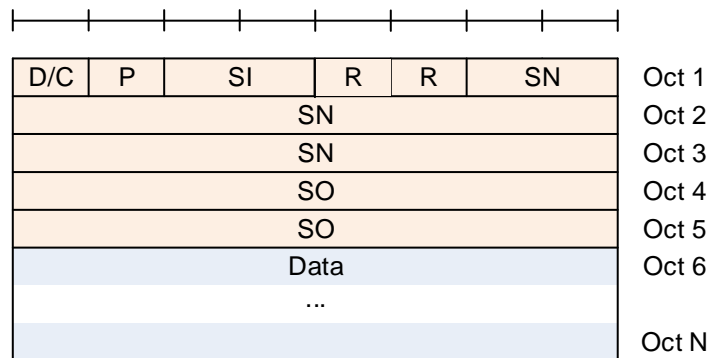 D/C P SI R R SN Oct 1
SN Oct 2
SN Oct 3
SO Oct 4
SO Oct 5
Data Oct 6
...
Oct N